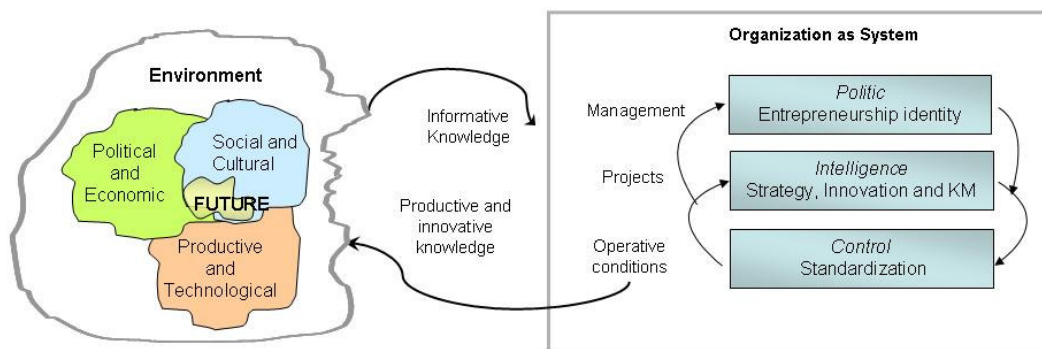 Environment
Political
and
Economic
Social and
Cultural
FUTURE
Productive
and
Technological
Informative
Knowledge
Productive and
innovative
knowledge
Organization as System
Management
Projects
Operative
conditions
Politic
Entrepreneurship identity
Intelligence
Strategy, Innovation and KM
Control
Standardization